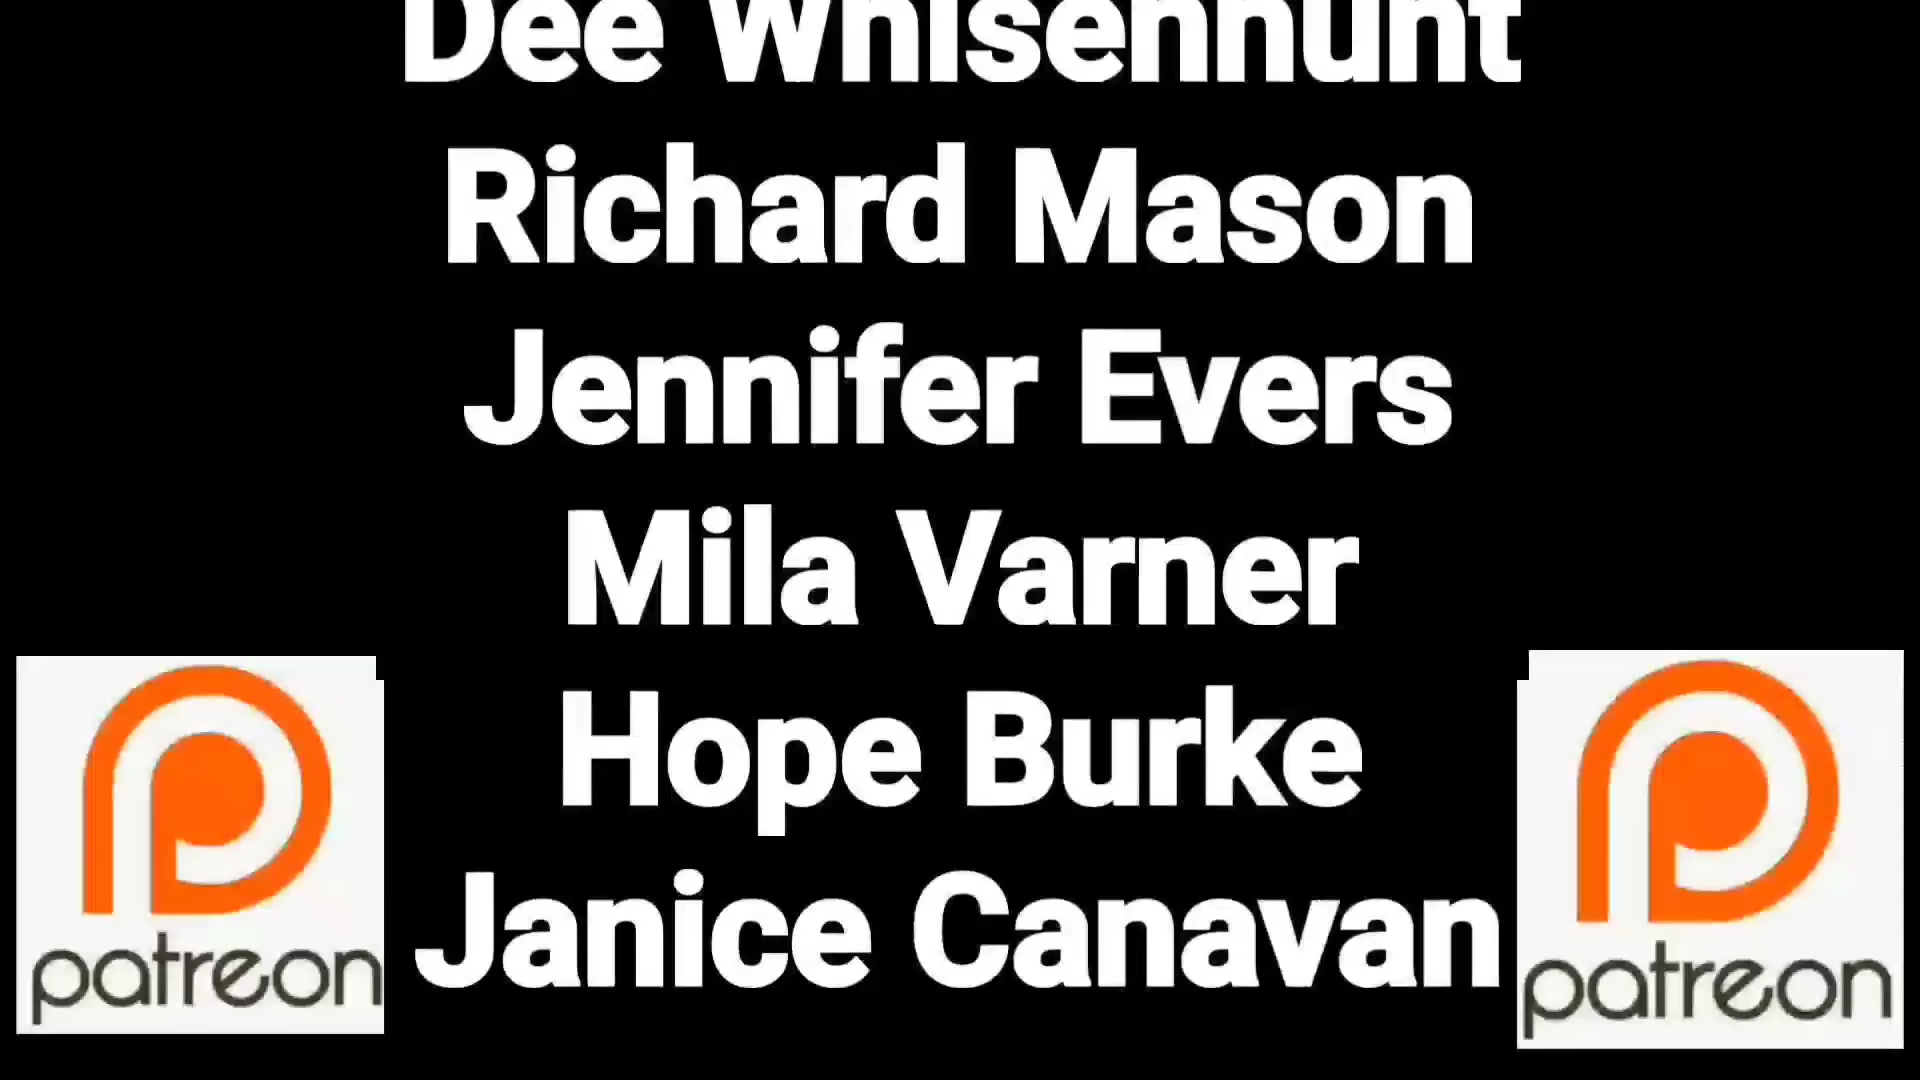 Dee Whisenhunt
Richard Mason
Jennifer Evers
Mila Varner
Hope Burke
Janice Canavan
patreon
patreon